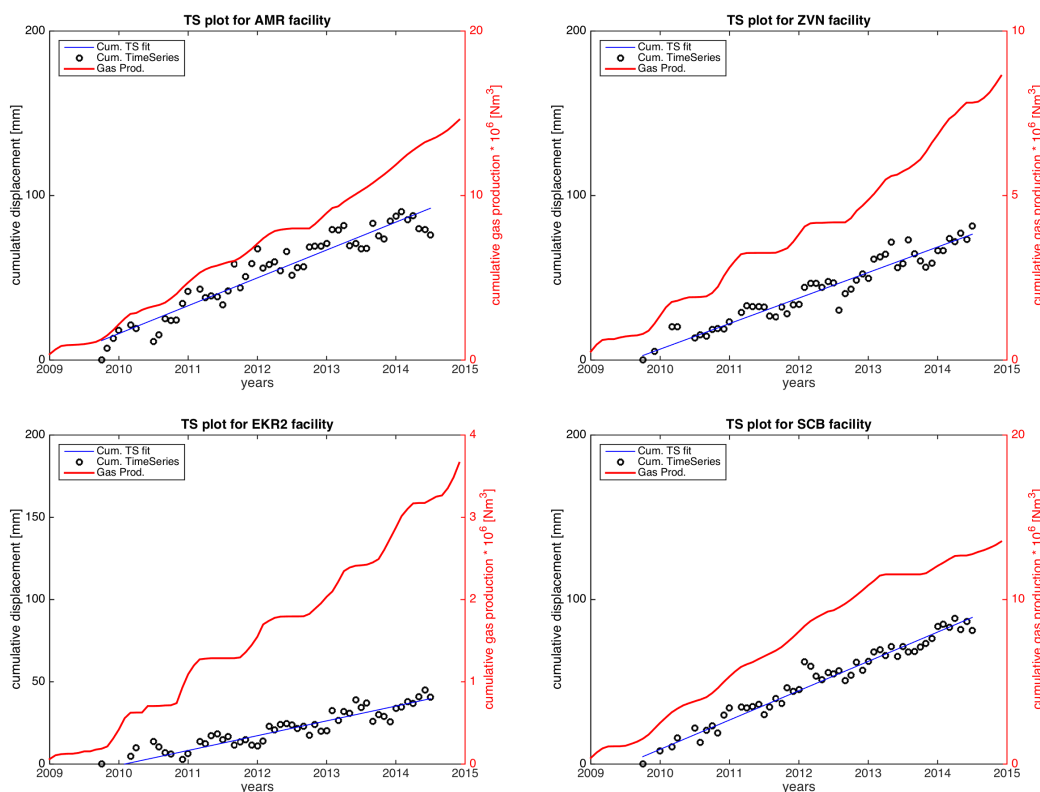 TS plot for AMR facility
200
100
0
cumulative displacement [mm]
20
10
0
cumulative gas production * 10^6 [Nm^3]
Cum. TS fit
Cum. TimeSeries
Gas Prod.
2009 2010 2011 2012 2013 2014 2015
years
TS plot for ZVN facility
200
100
0
cumulative displacement [mm]
10
5
0
cumulative gas production * 10^6 [Nm^3]
Cum. TS fit
Cum. TimeSeries
Gas Prod.
2009 2010 2011 2012 2013 2014 2015
years
TS plot for EKR2 facility
200
150
100
50
0
cumulative displacement [mm]
4
3
2
1
0
cumulative gas production * 10^6 [Nm^3]
Cum. TS fit
Cum. TimeSeries
Gas Prod.
2009 2010 2011 2012 2013 2014 2015
years
TS plot for SCB facility
200
100
0
cumulative displacement [mm]
20
10
0
cumulative gas production * 10^6 [Nm^3]
Cum. TS fit
Cum. TimeSeries
Gas Prod.
2009 2010 2011 2012 2013 2014 2015
years